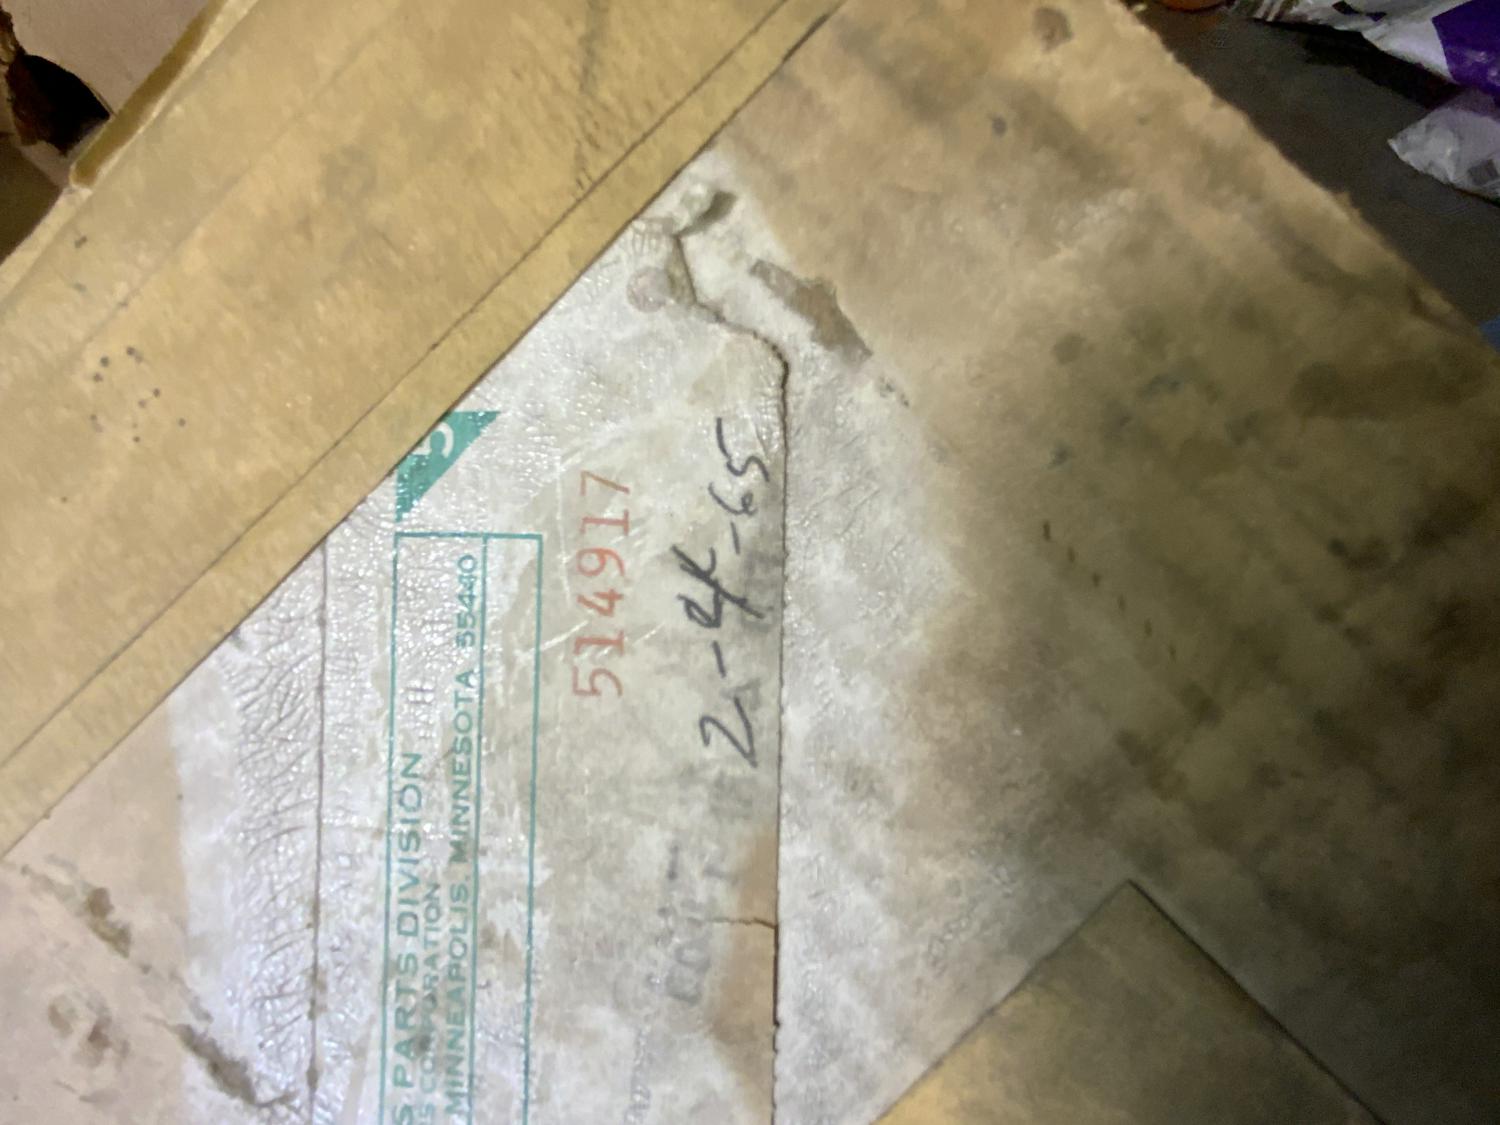 S PARTS DIVISION
S CORPORATION
MINNEAPOLIS, MINNESOTA 55440
514917
2-4-65